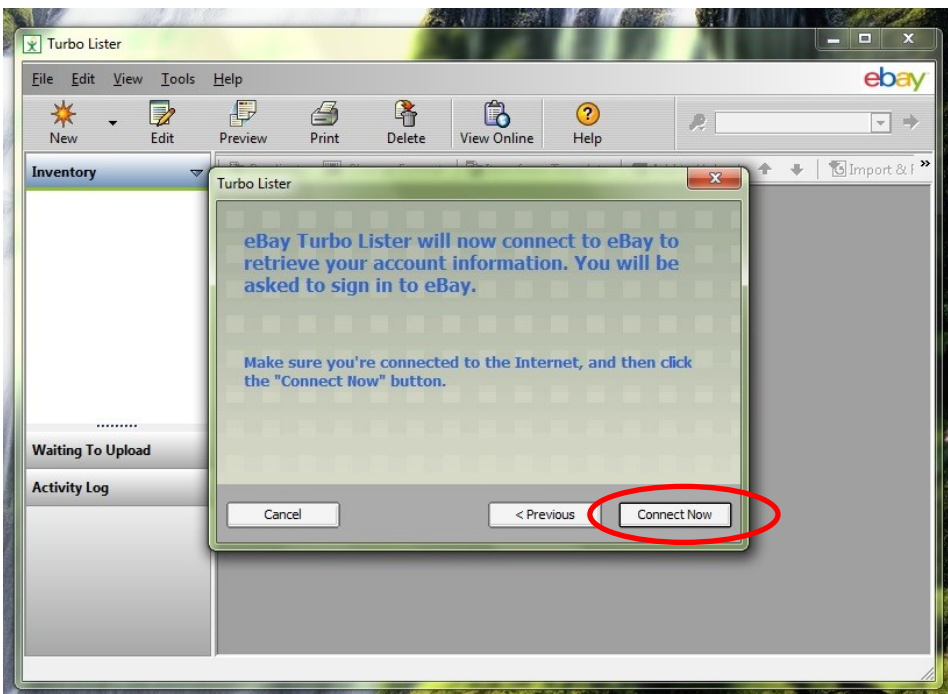 Turbo Lister
File Edit View Tools Help
ebay
New Edit Preview Print Delete View Online Help
Inventory
Import & F
Turbo Lister
eBay Turbo Lister will now connect to eBay to
retrieve your account information. You will be
asked to sign in to eBay.
Make sure you're connected to the Internet, and then click
the "Connect Now" button.
Waiting To Upload
Activity Log
Cancel < Previous Connect Now